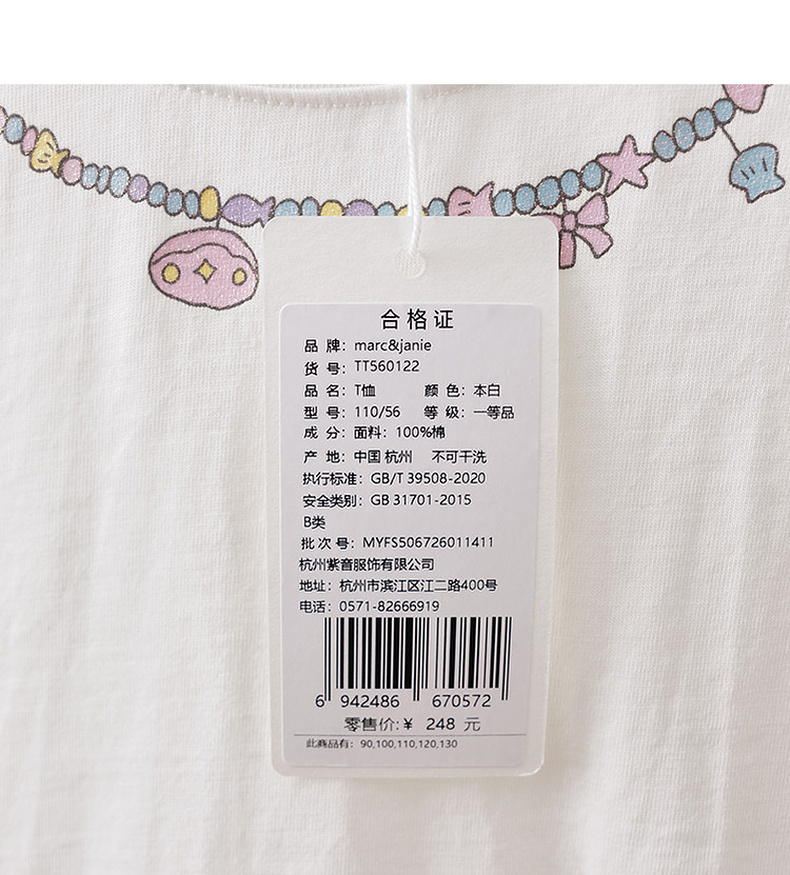 合格证
品 牌：marc&janie
货 号：TT560122
品 名：T恤 颜 色：本白
型 号：110/56 等 级：一等品
成 分：面料：100%棉
产 地：中国 杭州 不可干洗
执行标准：GB/T 39508-2020
安全类别：GB 31701-2015
B类
批 次 号：MYFS506726011411
杭州紫音服饰有限公司
地址：杭州市滨江区江二路400号
电话：0571-82666919
6 942486 670572
零售价:￥ 248 元
此商品有：90,100,110,120,130